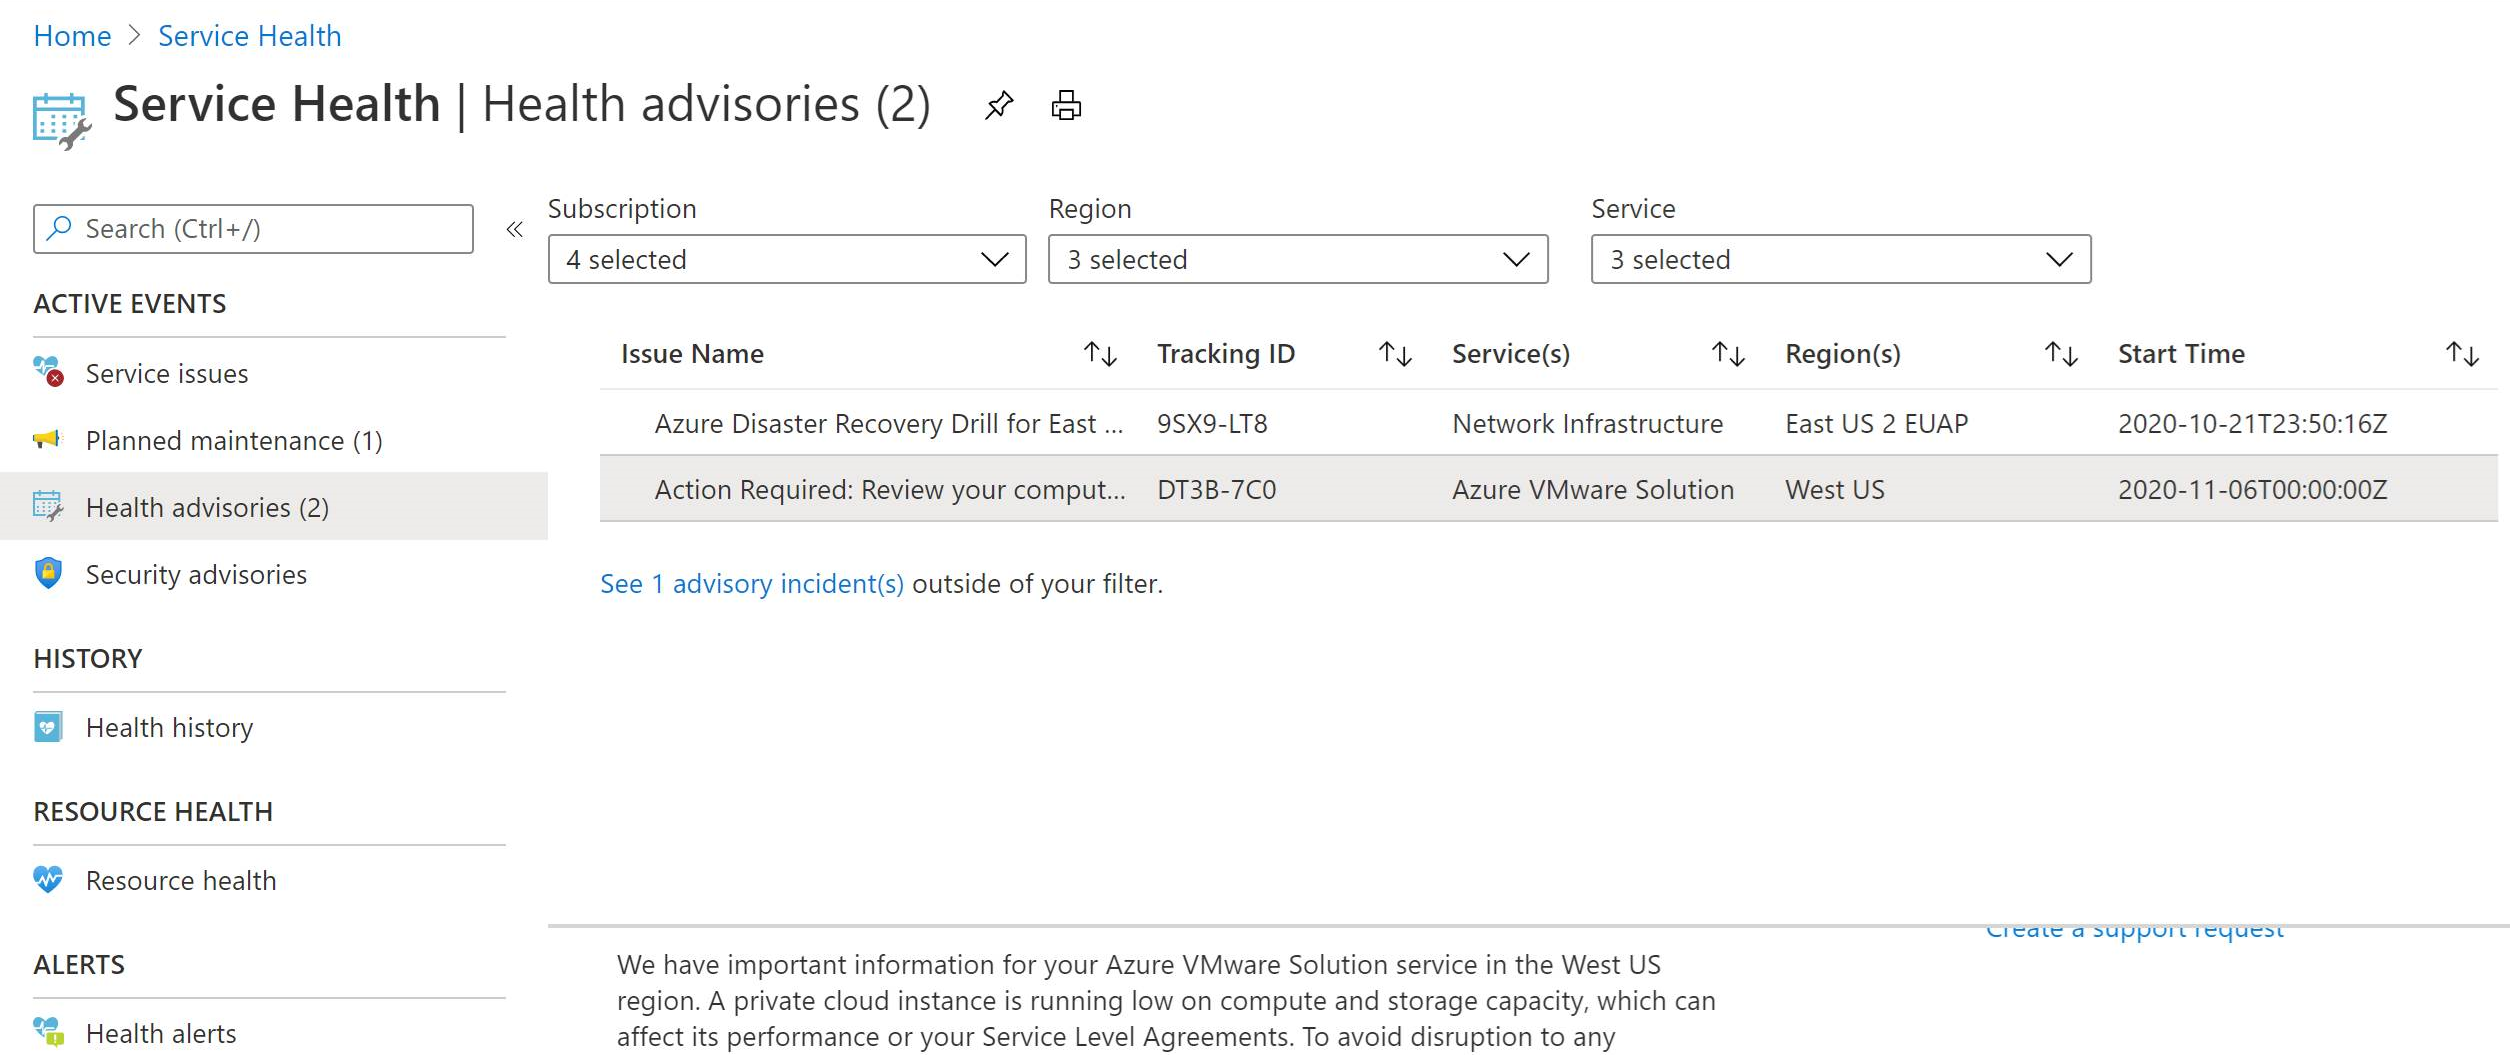 Home > Service Health
Service Health | Health advisories (2)
Search (Ctrl+/)
«
ACTIVE EVENTS
Service issues
Planned maintenance (1)
Health advisories (2)
Security advisories
HISTORY
Health history
RESOURCE HEALTH
Resource health
ALERTS
Health alerts
Subscription Region Service
4 selected 3 selected 3 selected
Issue Name Tracking ID Service(s) Region(s) Start Time
Azure Disaster Recovery Drill for East ... 9SX9-LT8 Network Infrastructure East US 2 EUAP 2020-10-21T23:50:16Z
Action Required: Review your comput... DT3B-7C0 Azure VMware Solution West US 2020-11-06T00:00:00Z
See 1 advisory incident(s) outside of your filter.
Create a support request
We have important information for your Azure VMware Solution service in the West US
region. A private cloud instance is running low on compute and storage capacity, which can
affect its performance or your Service Level Agreements. To avoid disruption to any